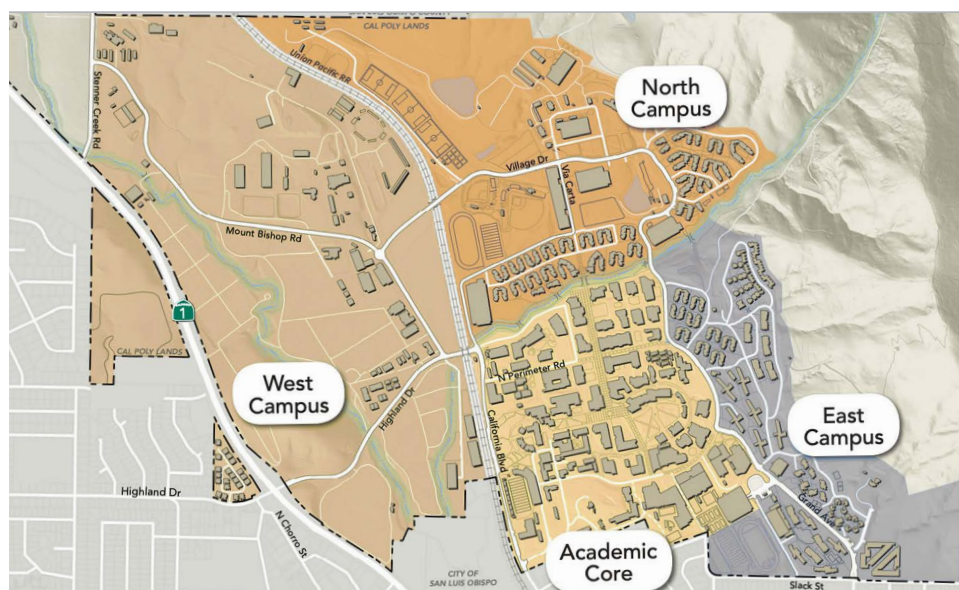 CAL POLY LANDS
Union Pacific RR
Stenner Creek Rd
North
Campus
Village Dr
Via Carta
Mount Bishop Rd
1
CAL POLY LANDS
N Perimeter Rd
West
Campus
Highland Dr
California Blvd
East
Campus
Highland Dr
Grand Ave
N Chorro St
Academic
Core
CITY OF
SAN LUIS OBISPO
Slack St